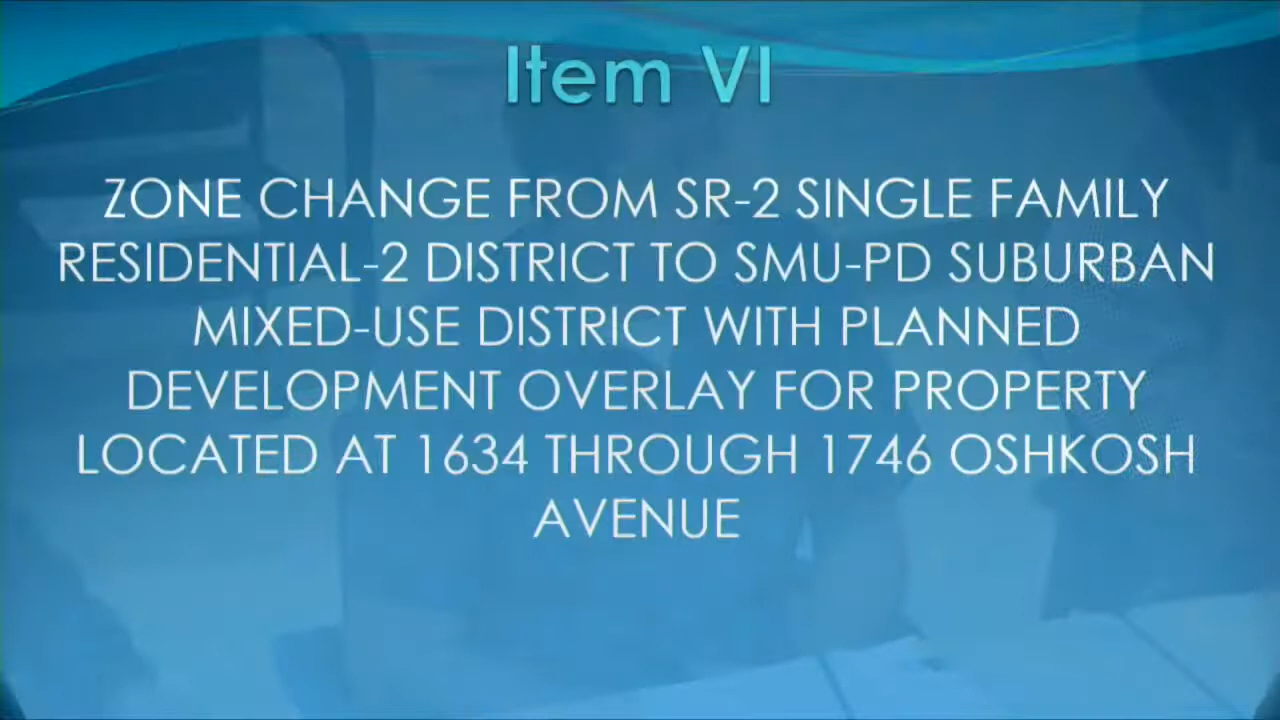 Item VI
ZONE CHANGE FROM SR-2 SINGLE FAMILY
RESIDENTIAL-2 DISTRICT TO SMU-PD SUBURBAN
MIXED-USE DISTRICT WITH PLANNED
DEVELOPMENT OVERLAY FOR PROPERTY
LOCATED AT 1634 THROUGH 1746 OSHKOSH
AVENUE